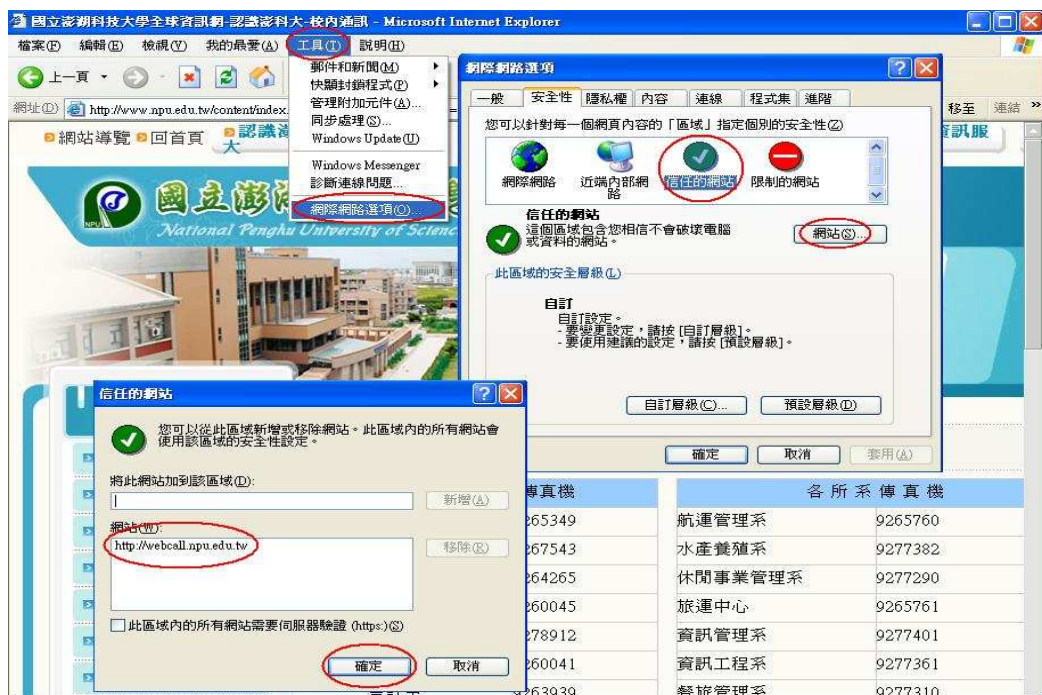 國立澎湖科技大學全球資訊網-認識澎科大-校內通訊 - Microsoft Internet Explorer
檔案(F) 編輯(E) 檢視(V) 我的最愛(A) 工具(T) 說明(H)
上一頁
網址(D) http://www.npu.edu.tw/content/index.
移至 連結 »
郵件和新聞(M)
快顯封鎖程式(P)
管理附加元件(A)...
同步處理(S)...
Windows Update(U)
Windows Messenger
診斷連線問題...
網際網路選項(O)...
網站導覽 回首頁 認識
大
資訊服
NPU
國立澎
National Penghu University of Scienc
網際網路選項
一般 安全性 隱私權 內容 連線 程式集 進階
您可以針對每一個網頁內容的「區域」指定個別的安全性(Z)
網際網路 近端內部網路 信任的網站 限制的網站
信任的網站
這個區域包含您相信不會破壞電腦
或資料的網站。
網站(S)...
此區域的安全層級(L)
自訂
自訂設定。
- 要變更設定，請按 [自訂層級]。
- 要使用建議的設定，請按 [預設層級]。
自訂層級(C)... 預設層級(D)
確定 取消 套用(A)
信任的網站
您可以從此區域新增或移除網站。此區域內的所有網站會
使用該區域的安全性設定。
將此網站加到該區域(D):
新增(A)
網站(W):
http://webcall.npu.edu.tw
移除(R)
此區域內的所有網站需要伺服器驗證 (https:)(S)
確定 取消
傳真機 各所系傳真機
265349 航運管理系 9265760
267543 水產養殖系 9277382
264265 休閒事業管理系 9277290
260045 旅運中心 9265761
278912 資訊管理系 9277401
260041 資訊工程系 9277361
9263939 餐旅管理系 9277310